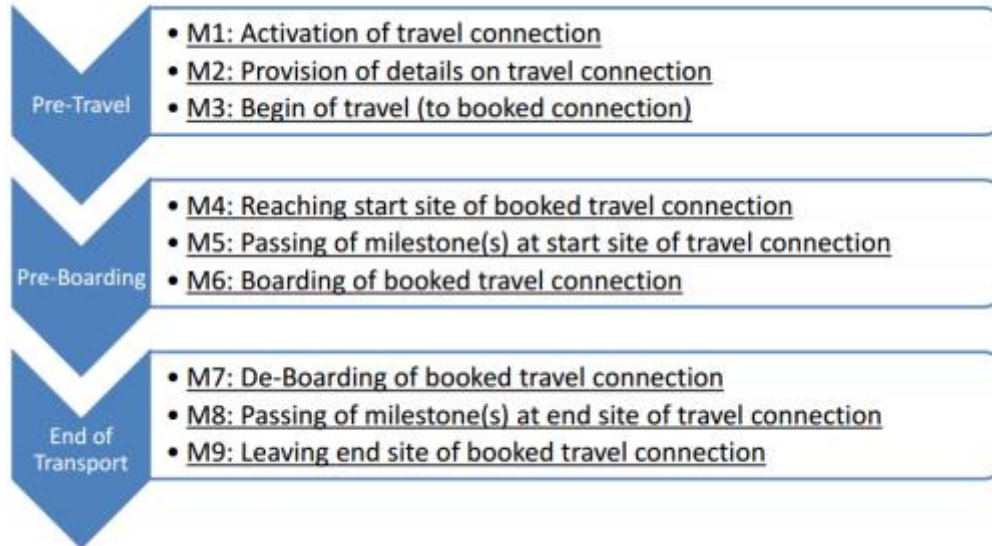 Pre-Travel
• M1: Activation of travel connection
• M2: Provision of details on travel connection
• M3: Begin of travel (to booked connection)
Pre-Boarding
• M4: Reaching start site of booked travel connection
• M5: Passing of milestone(s) at start site of travel connection
• M6: Boarding of booked travel connection
End of
Transport
• M7: De-Boarding of booked travel connection
• M8: Passing of milestone(s) at end site of travel connection
• M9: Leaving end site of booked travel connection